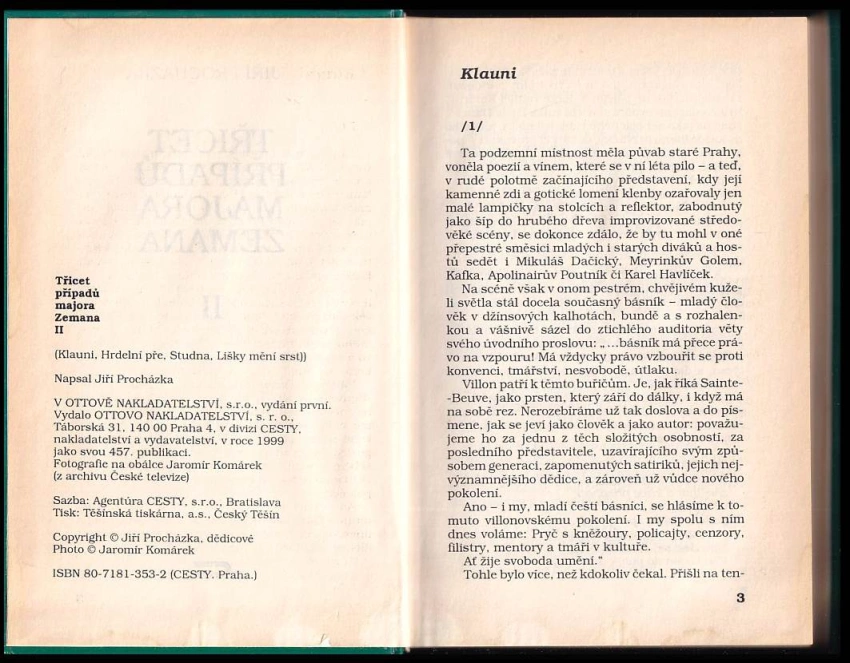 Třicet
případů
majora
Zemana
II
(Klauni, Hrdelní pře, Studna, Lišky mění srst))
Napsal Jiří Procházka
V OTTOVĚ NAKLADATELSTVÍ, s.r.o., vydání první.
Vydalo OTTOVO NAKLADATELSTVÍ, s. r. o.,
Táborská 31, 140 00 Praha 4, v divizi CESTY,
nakladatelství a vydavatelství, v roce 1999
jako svou 457. publikaci.
Fotografie na obálce Jaromír Komárek
(z archivu České televize)
Sazba: Agentúra CESTY, s.r.o., Bratislava
Tisk: Těšínská tiskárna, a.s., Český Těšín
Copyright © Jiří Procházka, dědicové
Photo © Jaromír Komárek
ISBN 80-7181-353-2 (CESTY. Praha.)
Klauni
/1/
Ta podzemní místnost měla půvab staré Prahy,
voněla poezií a vínem, které se v ní léta pilo – a teď,
v rudé polotmě začínajícího představení, kdy její
kamenné zdi a gotické lomení klenby ozařovaly jen
malé lampičky na stolcích a reflektor, zabodnutý
jako šíp do hrubého dřeva improvizované středo-
věké scény, se dokonce zdálo, že by tu mohl v oné
přepestré směsici mladých i starých diváků a hos-
tů sedět i Mikuláš Dačický, Meyrinkův Golem,
Kafka, Apolinairův Poutník či Karel Havlíček.
Na scéně však v onom pestrém, chvějivém kuže-
li světla stál docela současný básník – mladý člo-
věk v džínsových kalhotách, bundě a s rozhalen-
kou a vášnivě sázel do ztichlého auditoria věty
svého úvodního proslovu: „...básník má přece prá-
vo na vzpouru! Má vždycky právo vzbouřit se proti
konvenci, tmářství, nesvobodě, útlaku.
Villon patří k těmto buřičům. Je, jak říká Sainte-
-Beuve, jako prsten, který září do dálky, i když má
na sobě rez. Nerozebíráme už tak doslova a do pís-
mene, jak se jeví jako člověk a jako autor: považu-
jeme ho za jednu z těch složitých osobností, za
posledního představitele, uzavírajícího svým způ-
sobem generaci, zapomenutých satiriků, jejich nej-
významnějšího dědice, a zároveň už vůdce nového
pokolení.
Ano – i my, mladí čeští básníci, se hlásíme k to-
muto villonovskému pokolení. I my spolu s ním
dnes voláme: Pryč s kněžoury, policajty, cenzory,
filistry, mentory a tmáři v kultuře.
Ať žije svoboda umění."
Tohle bylo více, než kdokoliv čekal. Přišli na ten-
3